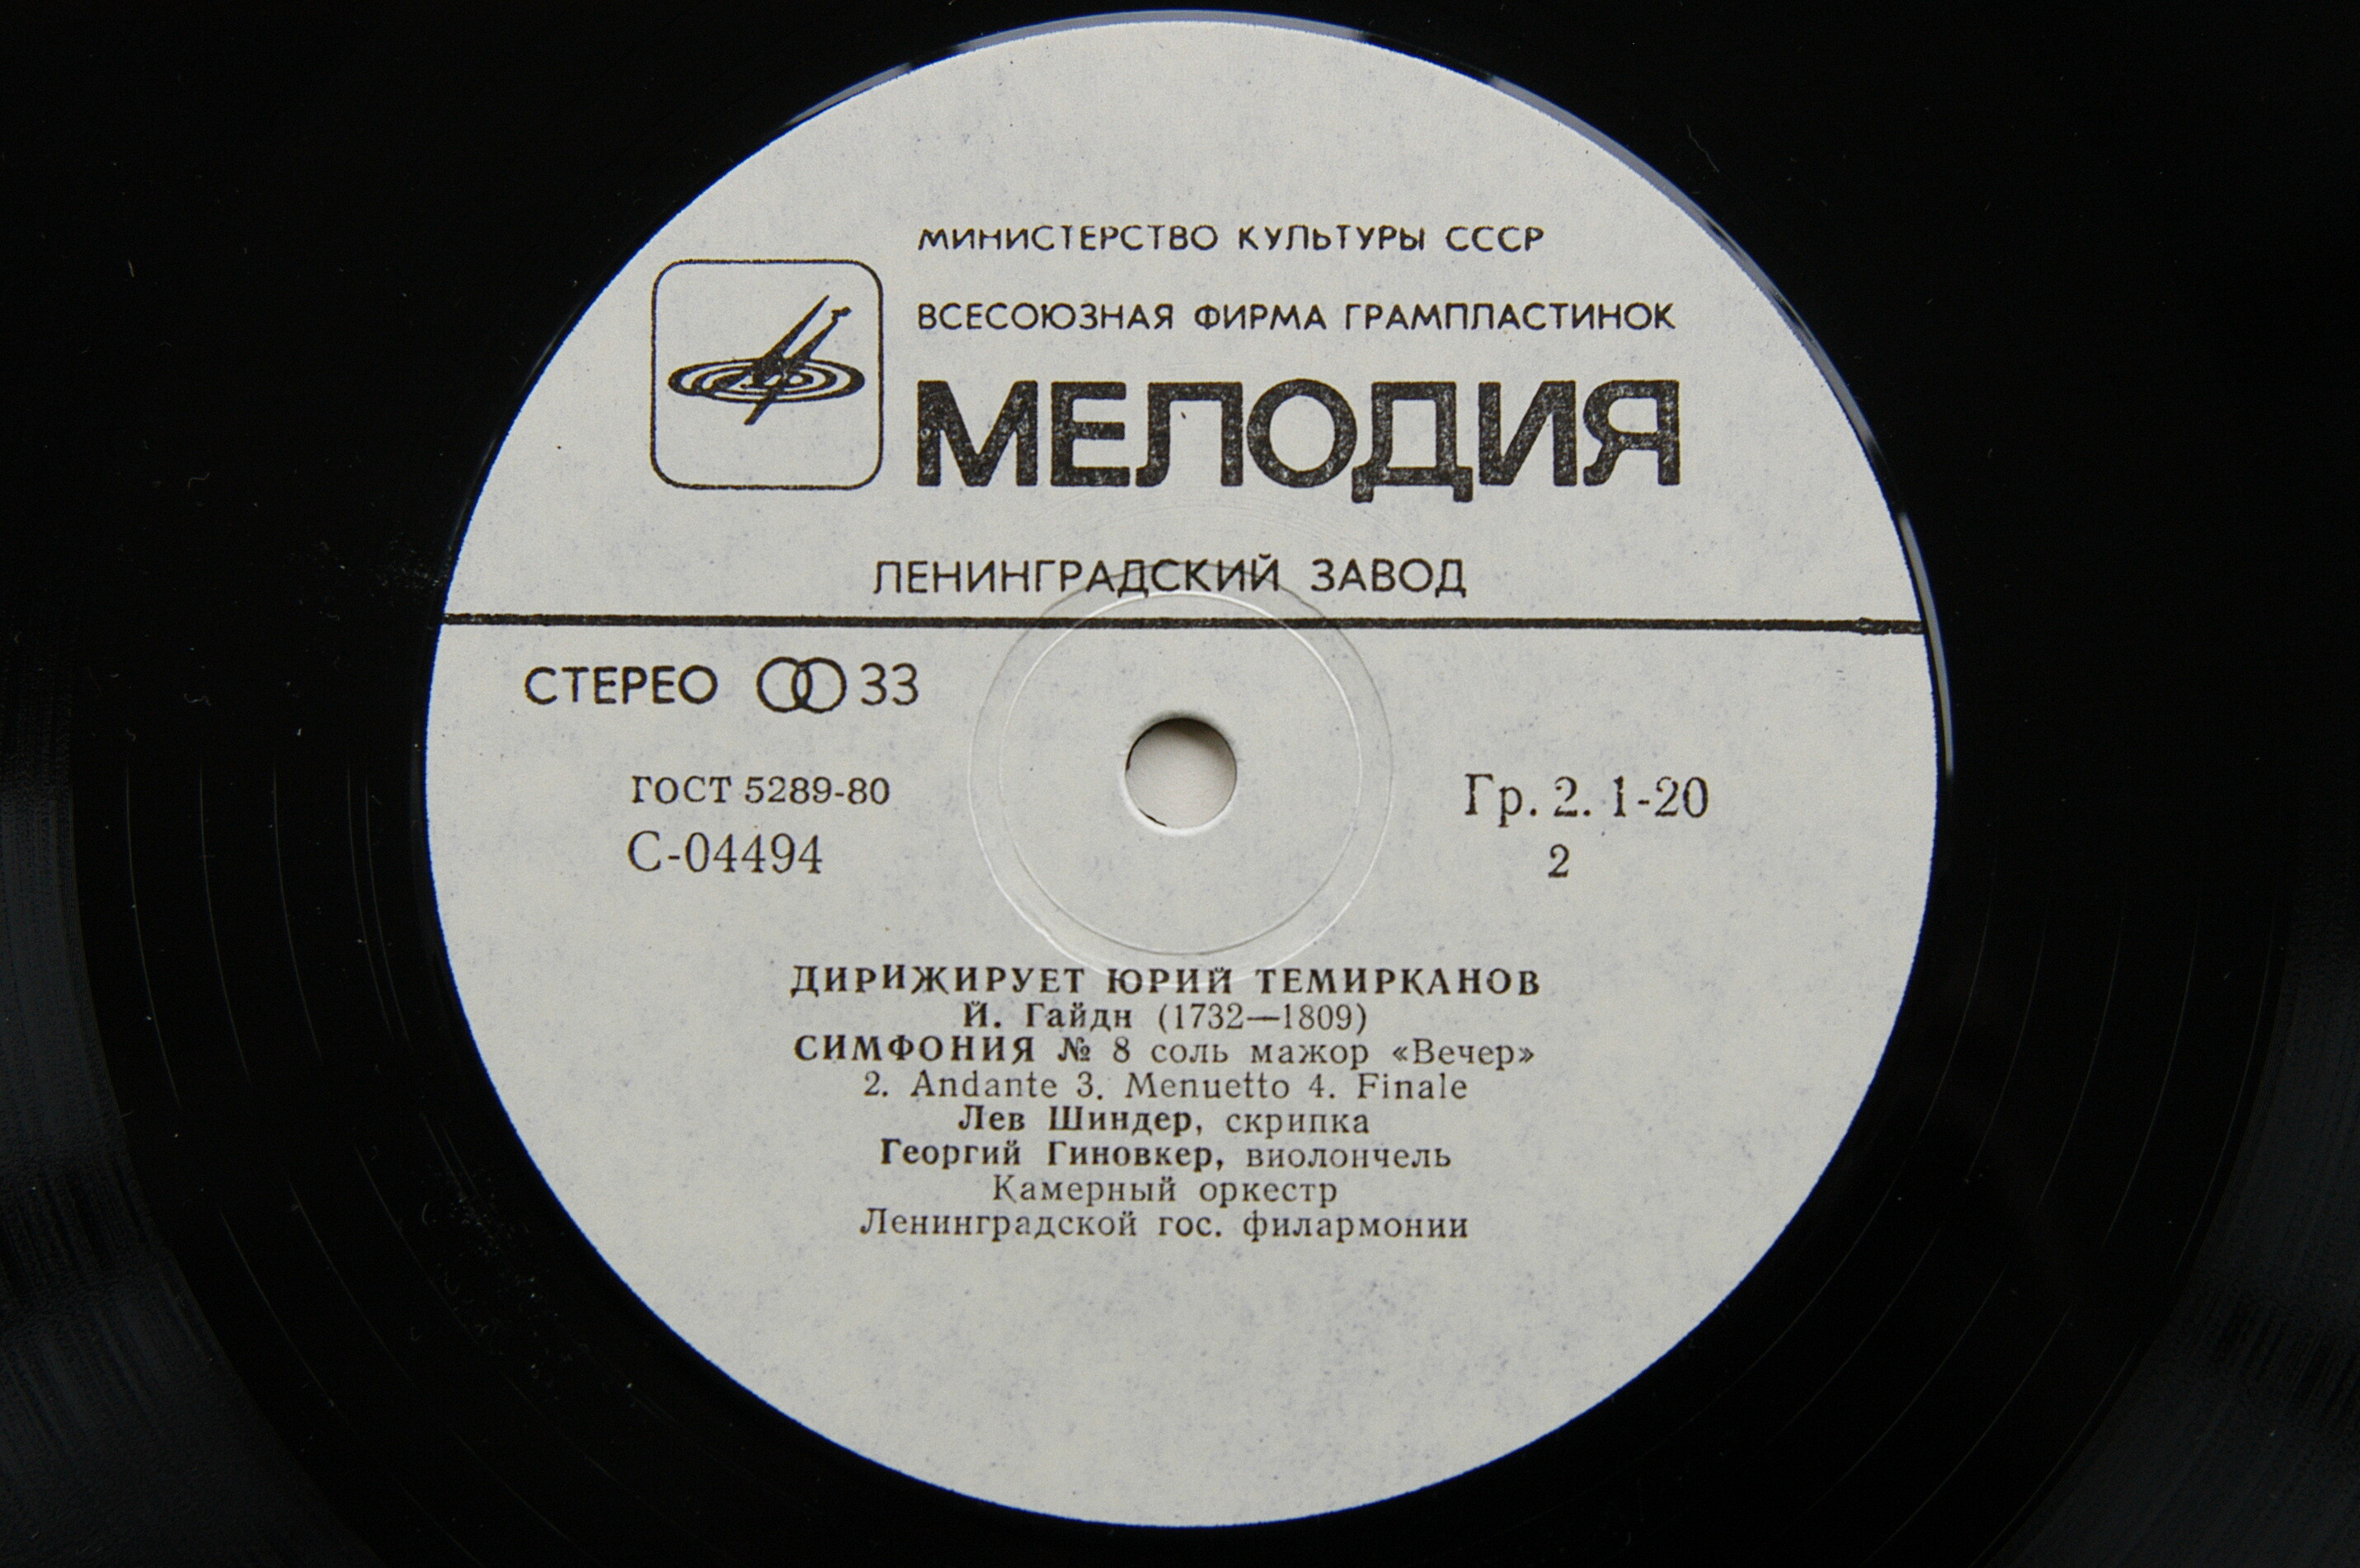 МИНИСТЕРСТВО КУЛЬТУРЫ СССР
ВСЕСОЮЗНАЯ ФИРМА ГРАМПЛАСТИНОК
МЕЛОДИЯ
ЛЕНИНГРАДСКИЙ ЗАВОД
СТЕРЕО 33
ГОСТ 5289-80
Гр. 2. 1-20
С-04494
2
ДИРИЖИРУЕТ ЮРИЙ ТЕМИРКАНОВ
Й. Гайдн (1732—1809)
СИМФОНИЯ № 8 соль мажор «Вечер»
2. Andante 3. Menuetto 4. Finale
Лев Шиндер, скрипка
Георгий Гиновкер, виолончель
Камерный оркестр
Ленинградской гос. филармонии